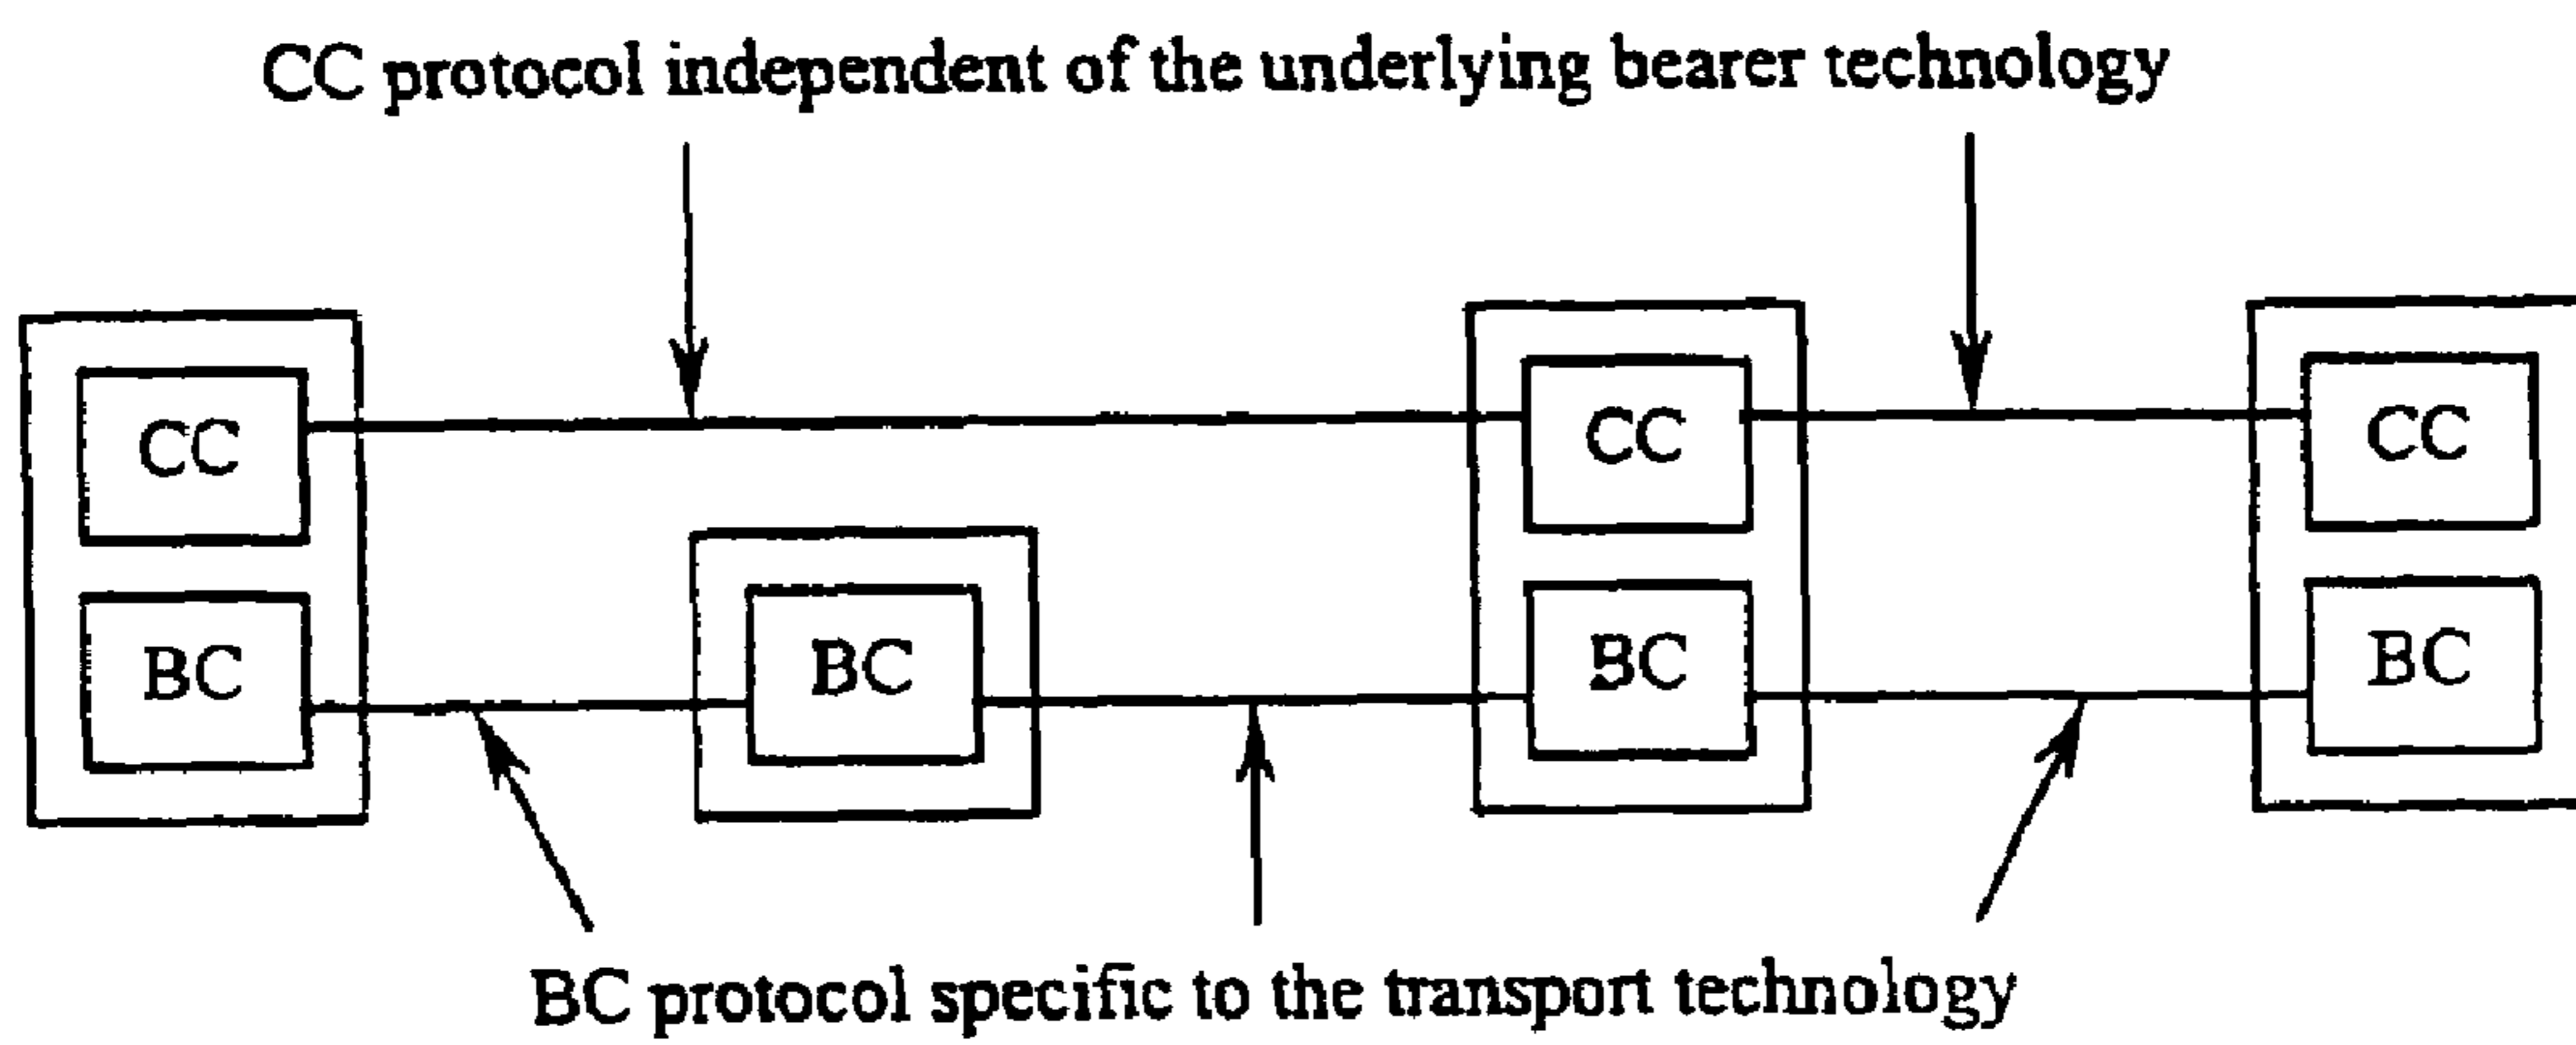 CC protocol independent of the underlying bearer technology
CC
CC
CC
BC
BC
BC
BC
BC protocol specific to the transport technology